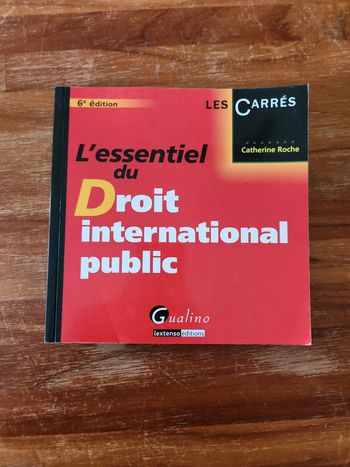 6e édition
LES CARRÉS
Catherine Roche
L'essentiel
du
Droit
international
public
Gualino
lextenso éditions